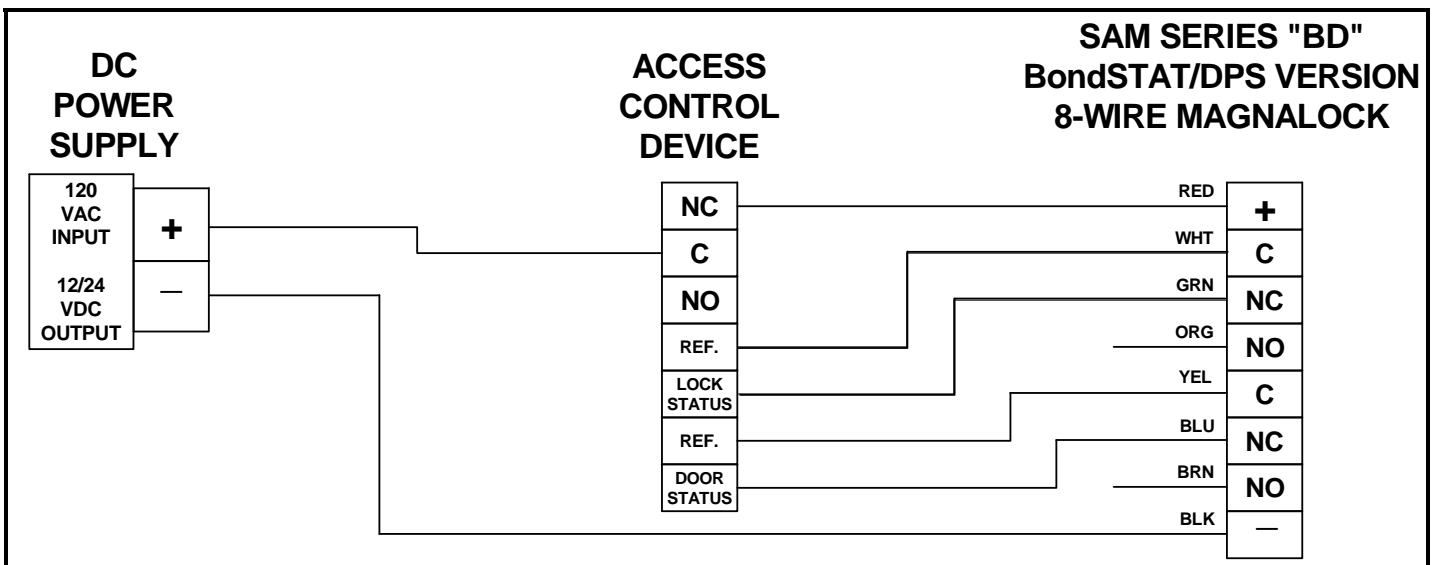 DC
POWER
SUPPLY
120
VAC
INPUT
12/24
VDC
OUTPUT
+
_
ACCESS
CONTROL
DEVICE
NC
C
NO
REF.
LOCK
STATUS
REF.
DOOR
STATUS
SAM SERIES "BD"
BondSTAT/DPS VERSION
8-WIRE MAGNALOCK
RED +
WHT C
GRN NC
ORG NO
YEL C
BLU NC
BRN NO
BLK _